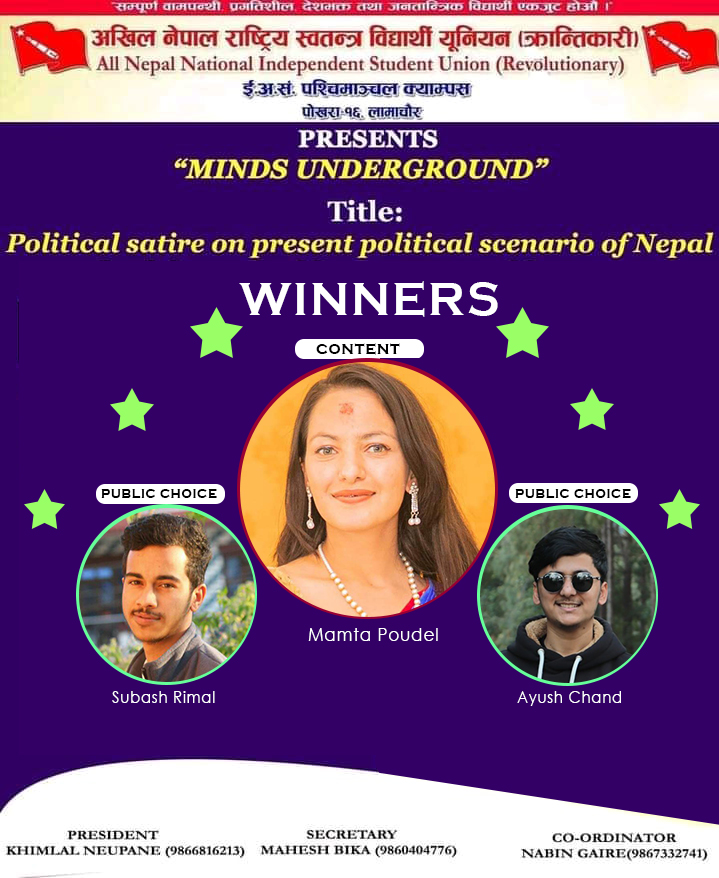 "सम्पूर्ण वामपन्थी, प्रगतिशील, देशभक्त तथा जनतान्त्रिक विद्यार्थी एकजुट होऔं ।"
अखिल नेपाल राष्ट्रिय स्वतन्त्र विद्यार्थी यूनियन (क्रान्तिकारी)
All Nepal National Independent Student Union (Revolutionary)
ई.अ.सं. पश्चिमाञ्चल क्याम्पस
पोखरा-१६, लामाचौर
PRESENTS
“MINDS UNDERGROUND”
Title:
Political satire on present political scenario of Nepal
WINNERS
CONTENT
PUBLIC CHOICE
PUBLIC CHOICE
Mamta Poudel
Subash Rimal
Ayush Chand
PRESIDENT
KHIMLAL NEUPANE (9866816213)
SECRETARY
MAHESH BIKA (9860404776)
CO-ORDINATOR
NABIN GAIRE(9867332741)